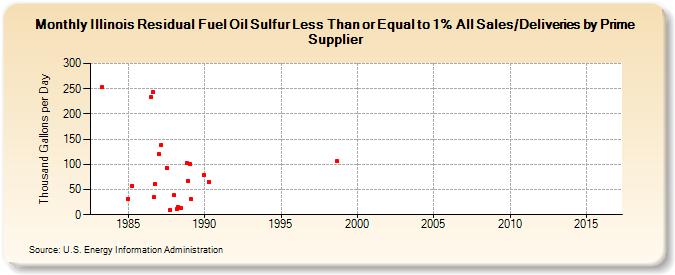 Monthly Illinois Residual Fuel Oil Sulfur Less Than or Equal to 1% All Sales/Deliveries by Prime
Supplier
Thousand Gallons per Day
300
250
200
150
100
50
0
1985 1990 1995 2000 2005 2010 2015
Source: U.S. Energy Information Administration